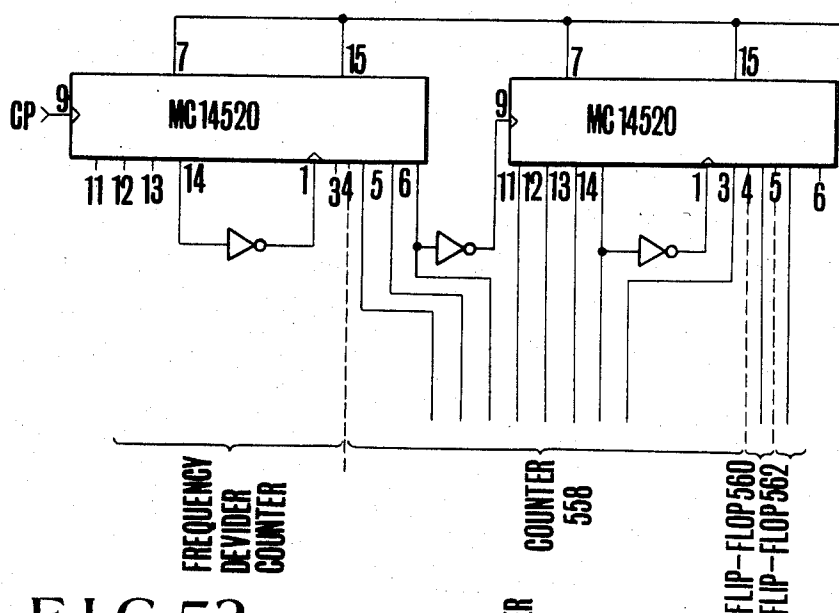 7 15 7 15
CP 9 MC14520 9 MC14520
11 12 13 14 1 3 4 5 6 11 12 13 14 1 3 4 5 6
FREQUENCY
DEVIDER
COUNTER
COUNTER
558
FLIP-FLOP560
FLIP-FLOP562